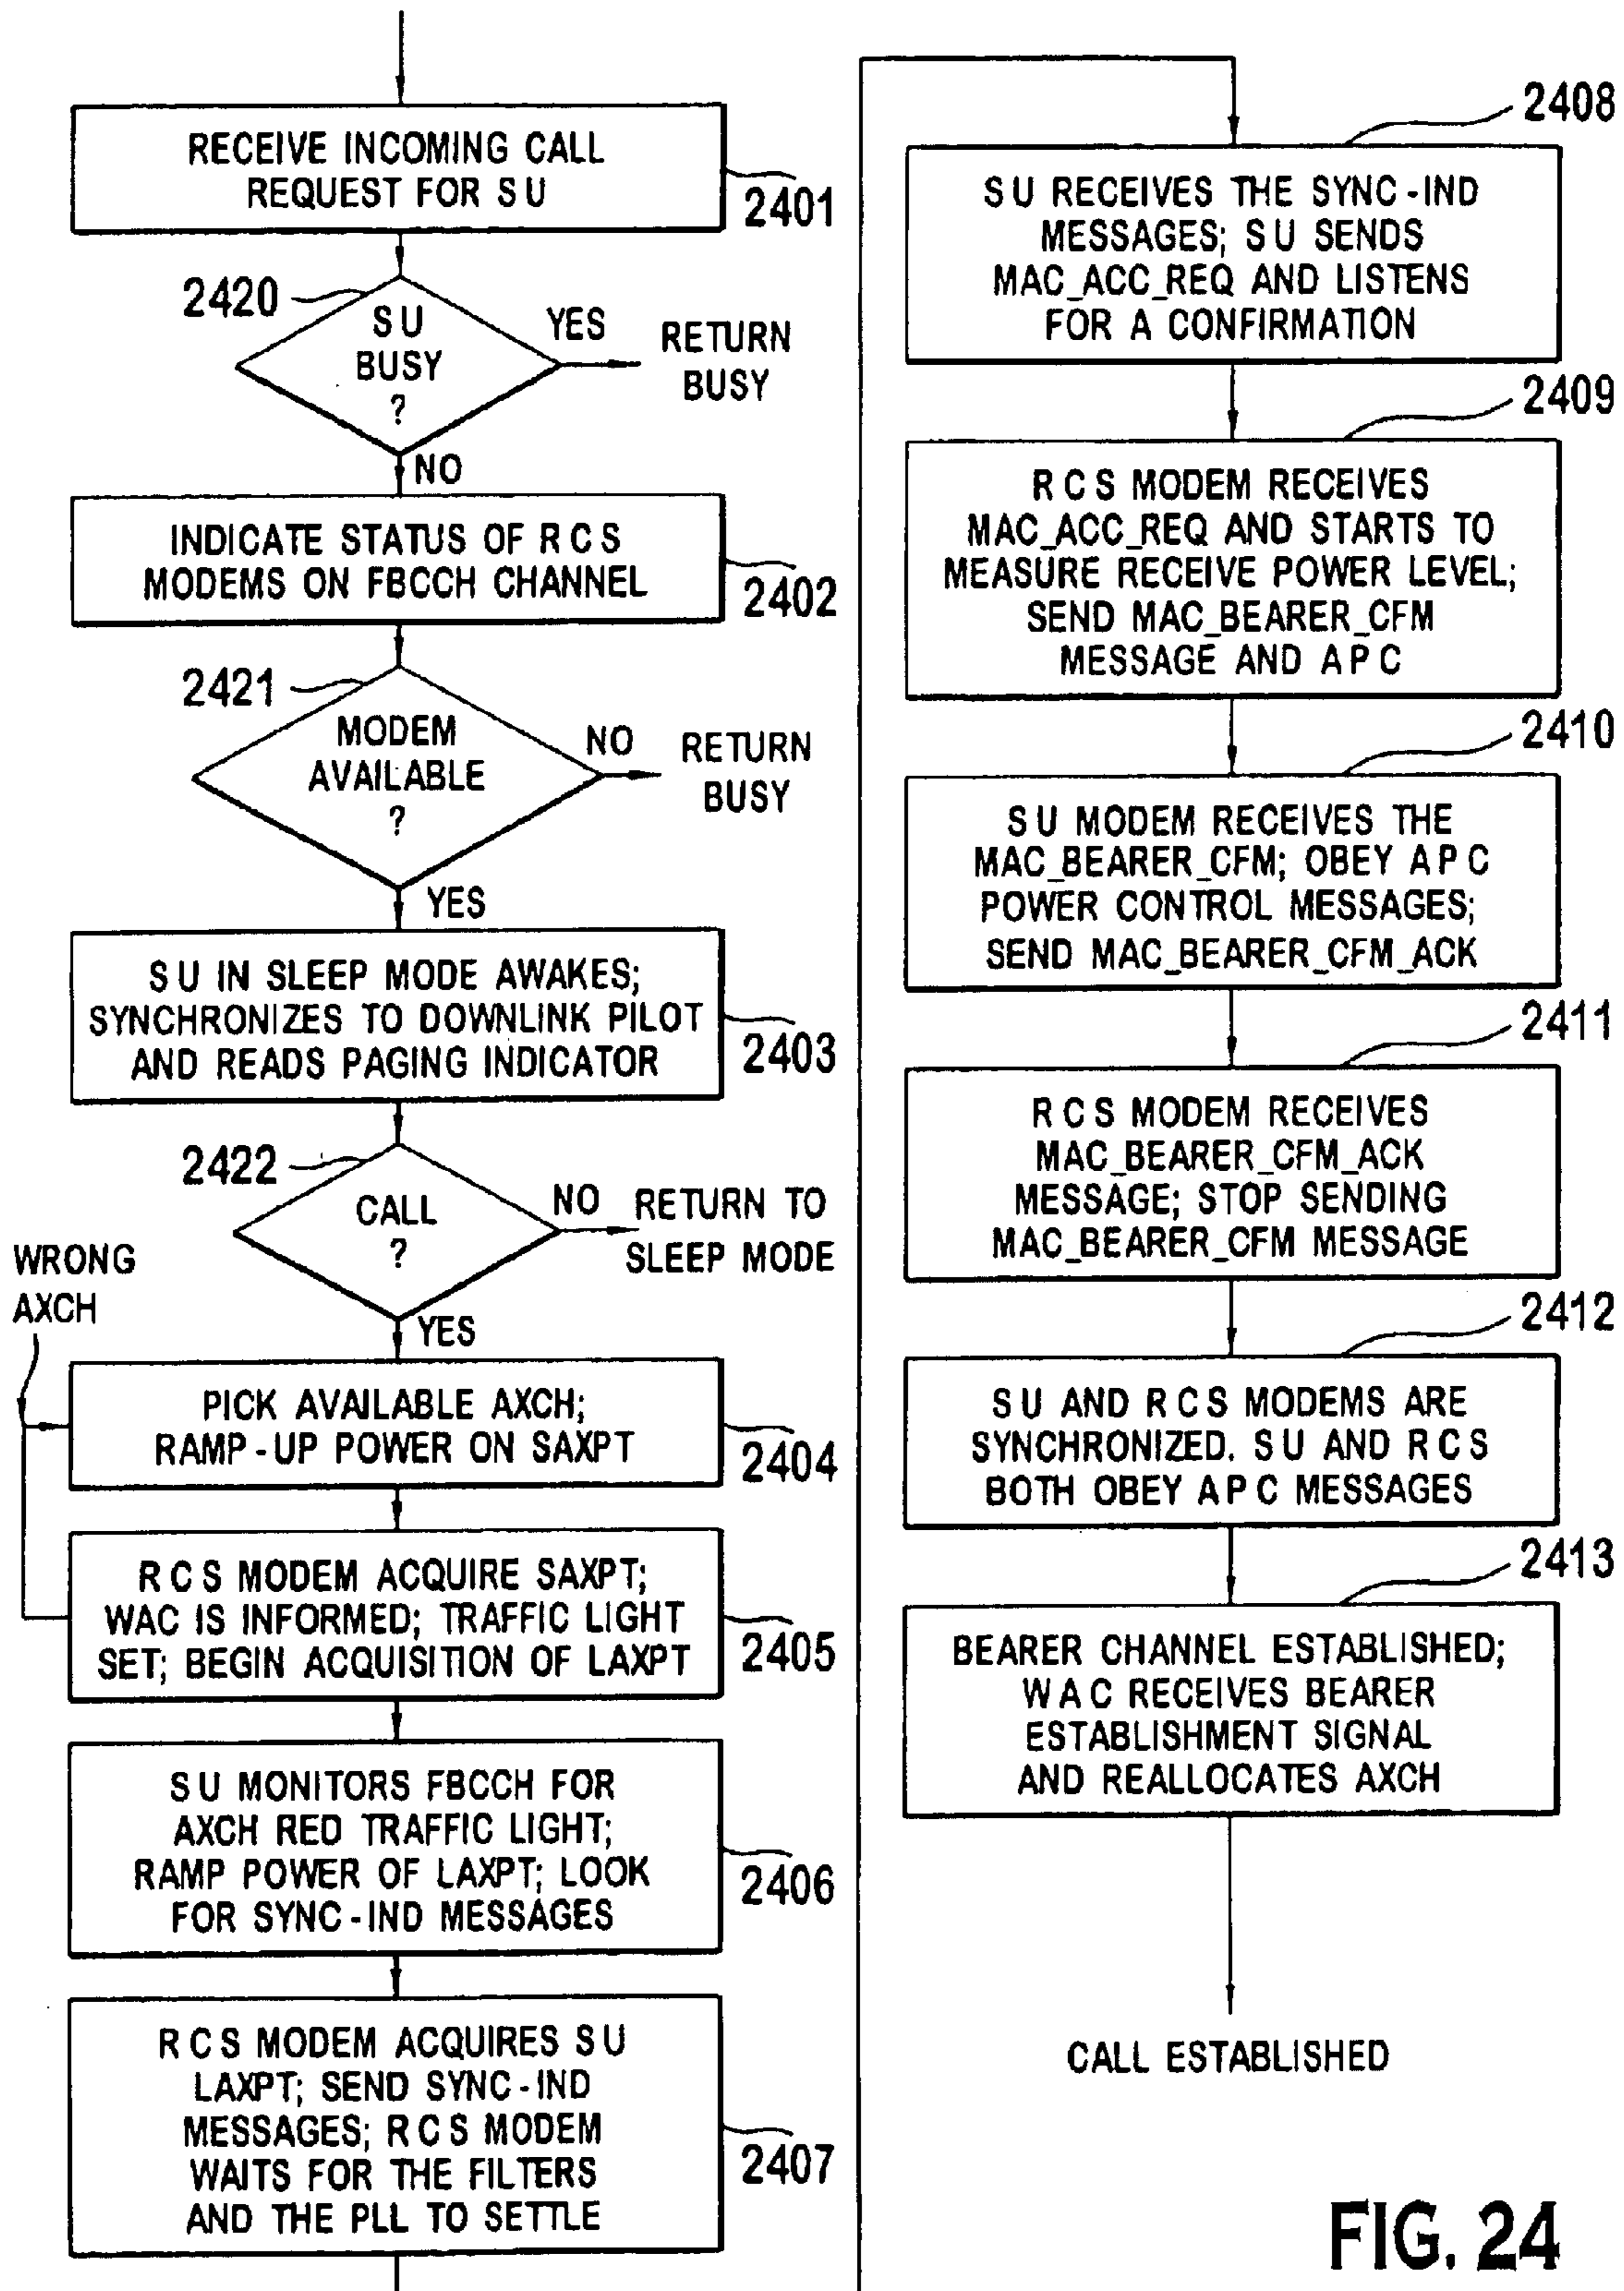 RECEIVE INCOMING CALL
REQUEST FOR SU
2401
2420
SU
BUSY
?
YES
RETURN
BUSY
NO
INDICATE STATUS OF RCS
MODEMS ON FBCCH CHANNEL
2402
2421
MODEM
AVAILABLE
?
NO
RETURN
BUSY
YES
SU IN SLEEP MODE AWAKES;
SYNCHRONIZES TO DOWNLINK PILOT
AND READS PAGING INDICATOR
2403
2422
CALL
?
NO
RETURN TO
SLEEP MODE
YES
WRONG
AXCH
PICK AVAILABLE AXCH;
RAMP-UP POWER ON SAXPT
2404
RCS MODEM ACQUIRE SAXPT;
WAC IS INFORMED; TRAFFIC LIGHT
SET; BEGIN ACQUISITION OF LAXPT
2405
SU MONITORS FBCCH FOR
AXCH RED TRAFFIC LIGHT;
RAMP POWER OF LAXPT; LOOK
FOR SYNC-IND MESSAGES
2406
RCS MODEM ACQUIRES SU
LAXPT; SEND SYNC-IND
MESSAGES; RCS MODEM
WAITS FOR THE FILTERS
AND THE PLL TO SETTLE
2407
2408
SU RECEIVES THE SYNC-IND
MESSAGES; SU SENDS
MAC_ACC_REQ AND LISTENS
FOR A CONFIRMATION
2409
RCS MODEM RECEIVES
MAC_ACC_REQ AND STARTS TO
MEASURE RECEIVE POWER LEVEL;
SEND MAC_BEARER_CFM
MESSAGE AND APC
2410
SU MODEM RECEIVES THE
MAC_BEARER_CFM; OBEY APC
POWER CONTROL MESSAGES;
SEND MAC_BEARER_CFM_ACK
2411
RCS MODEM RECEIVES
MAC_BEARER_CFM_ACK
MESSAGE; STOP SENDING
MAC_BEARER_CFM MESSAGE
2412
SU AND RCS MODEMS ARE
SYNCHRONIZED. SU AND RCS
BOTH OBEY APC MESSAGES
2413
BEARER CHANNEL ESTABLISHED;
WAC RECEIVES BEARER
ESTABLISHMENT SIGNAL
AND REALLOCATES AXCH
CALL ESTABLISHED
FIG. 24